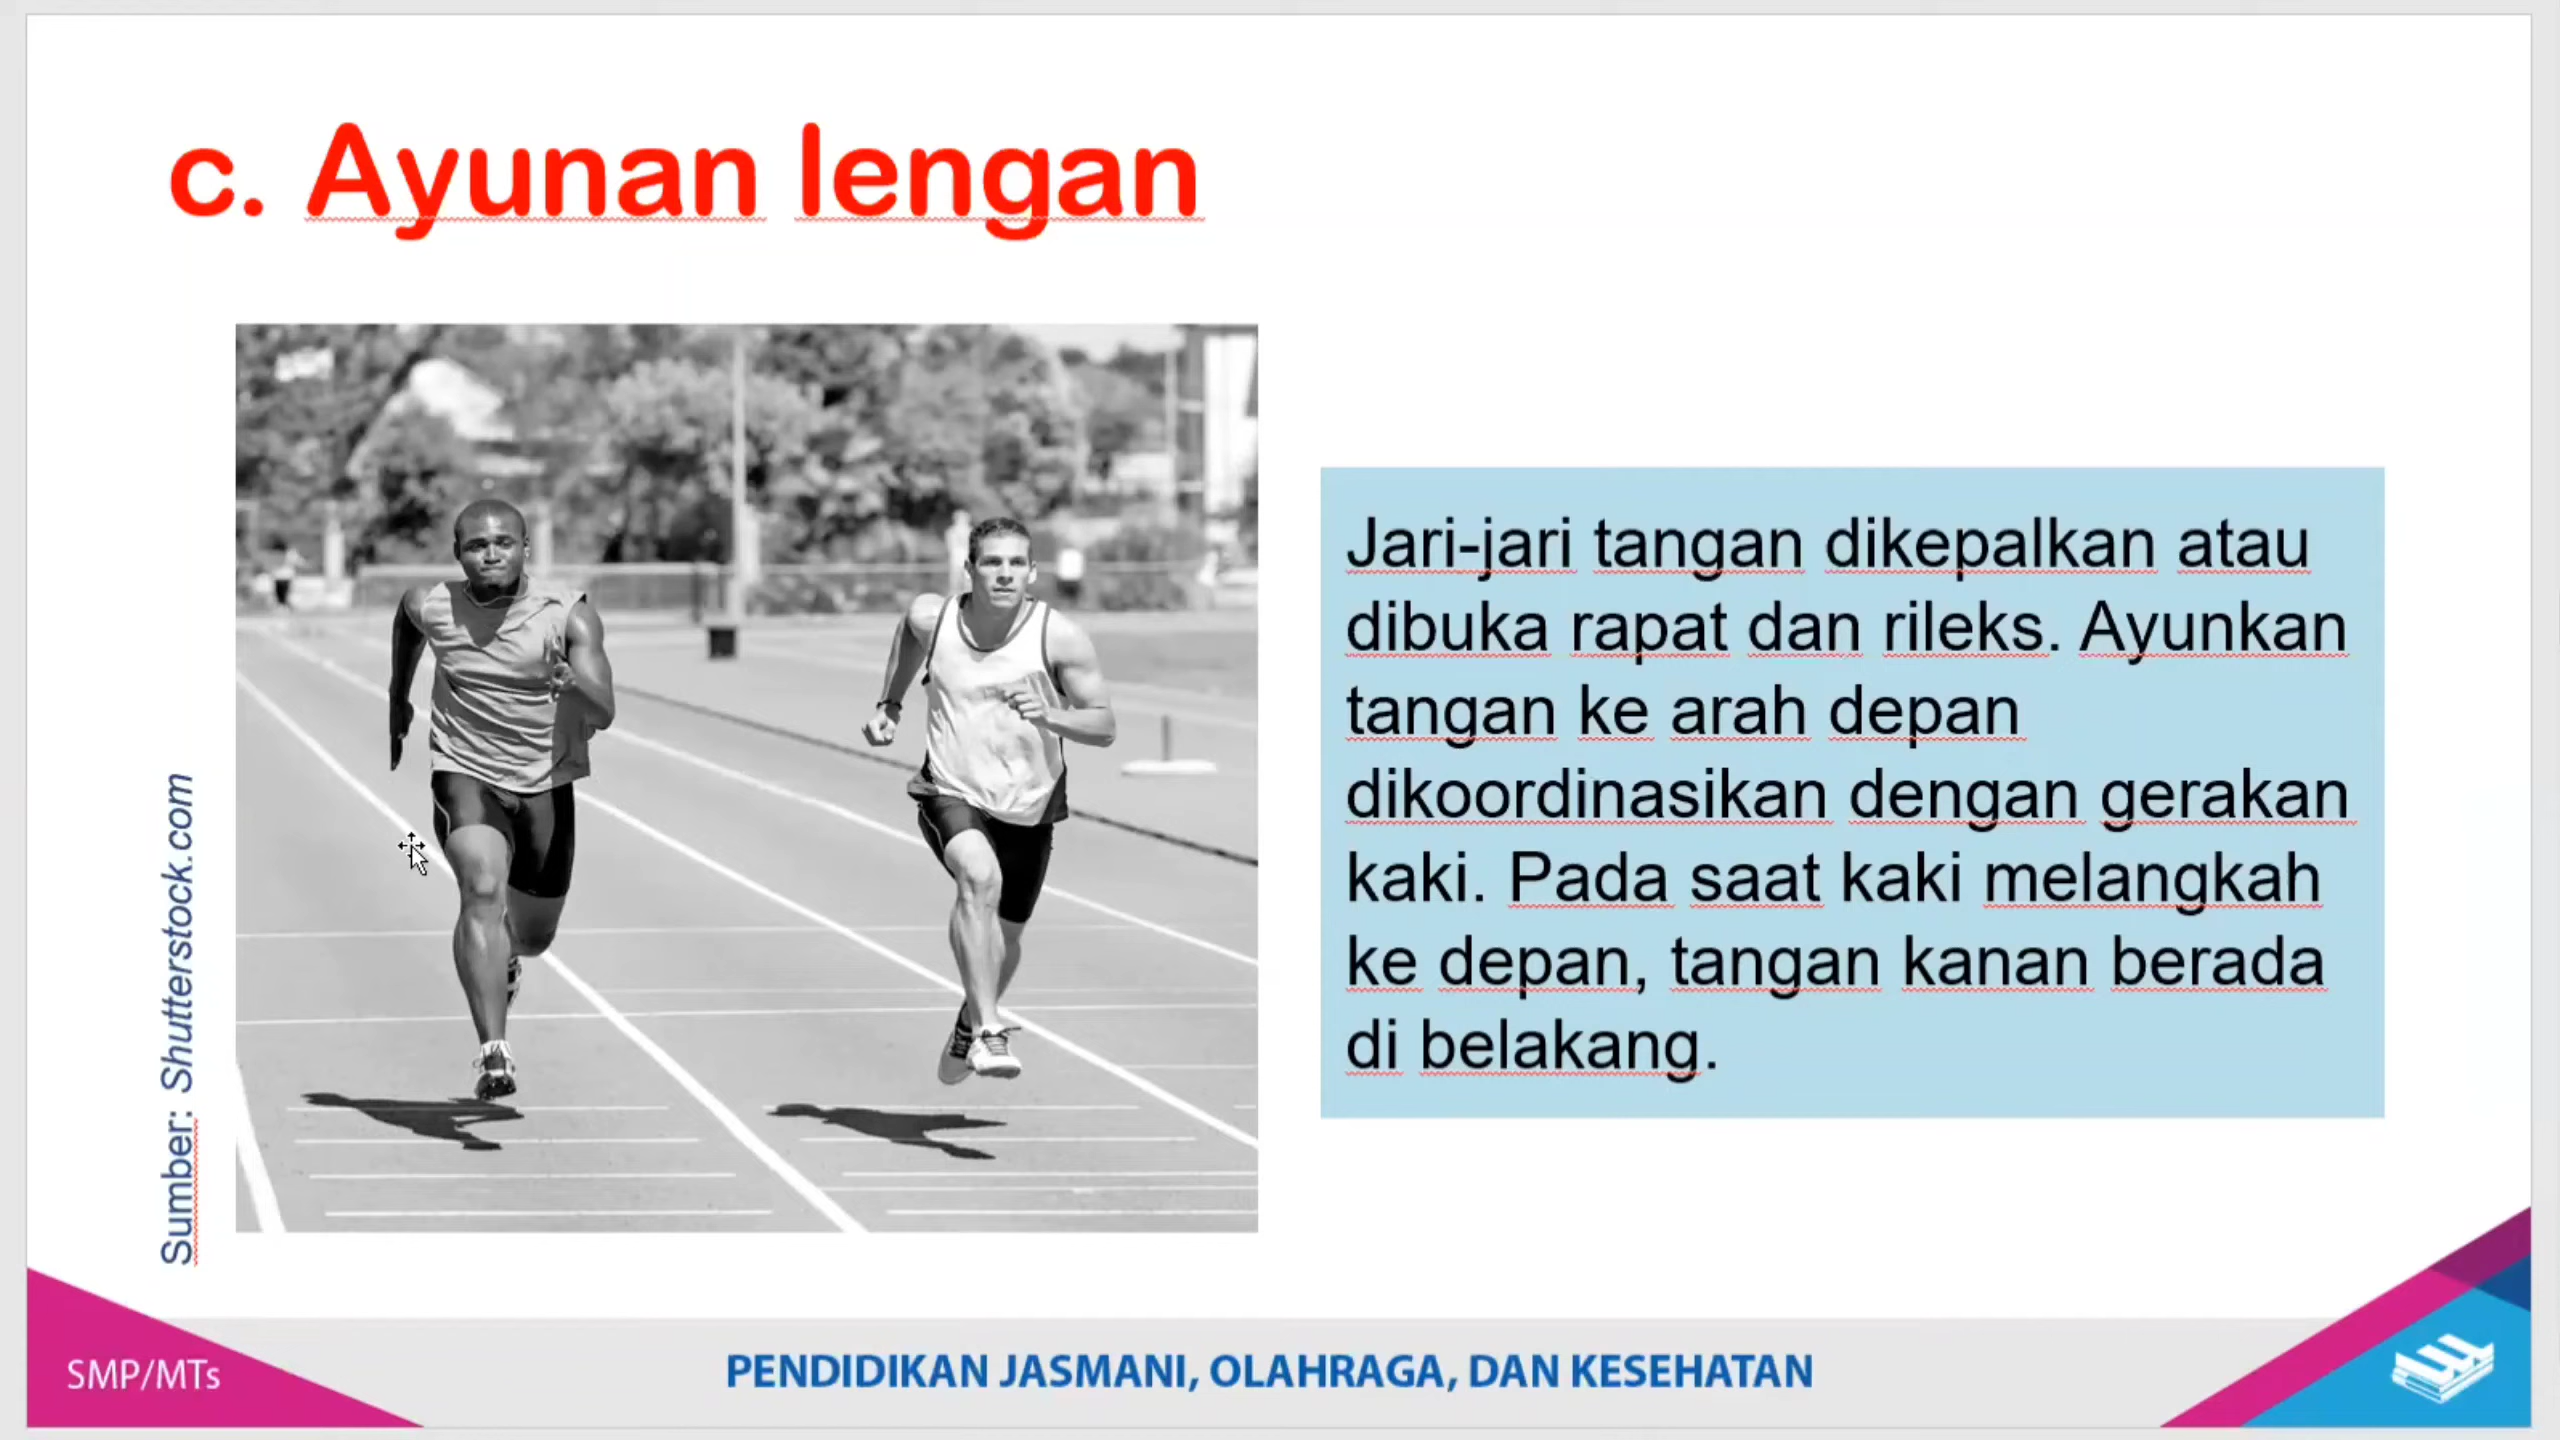 c. Ayunan lengan
Sumber: Shutterstock.com
Jari-jari tangan dikepalkan atau
dibuka rapat dan rileks. Ayunkan
tangan ke arah depan
dikoordinasikan dengan gerakan
kaki. Pada saat kaki melangkah
ke depan, tangan kanan berada
di belakang.
SMP/MTs
PENDIDIKAN JASMANI, OLAHRAGA, DAN KESEHATAN